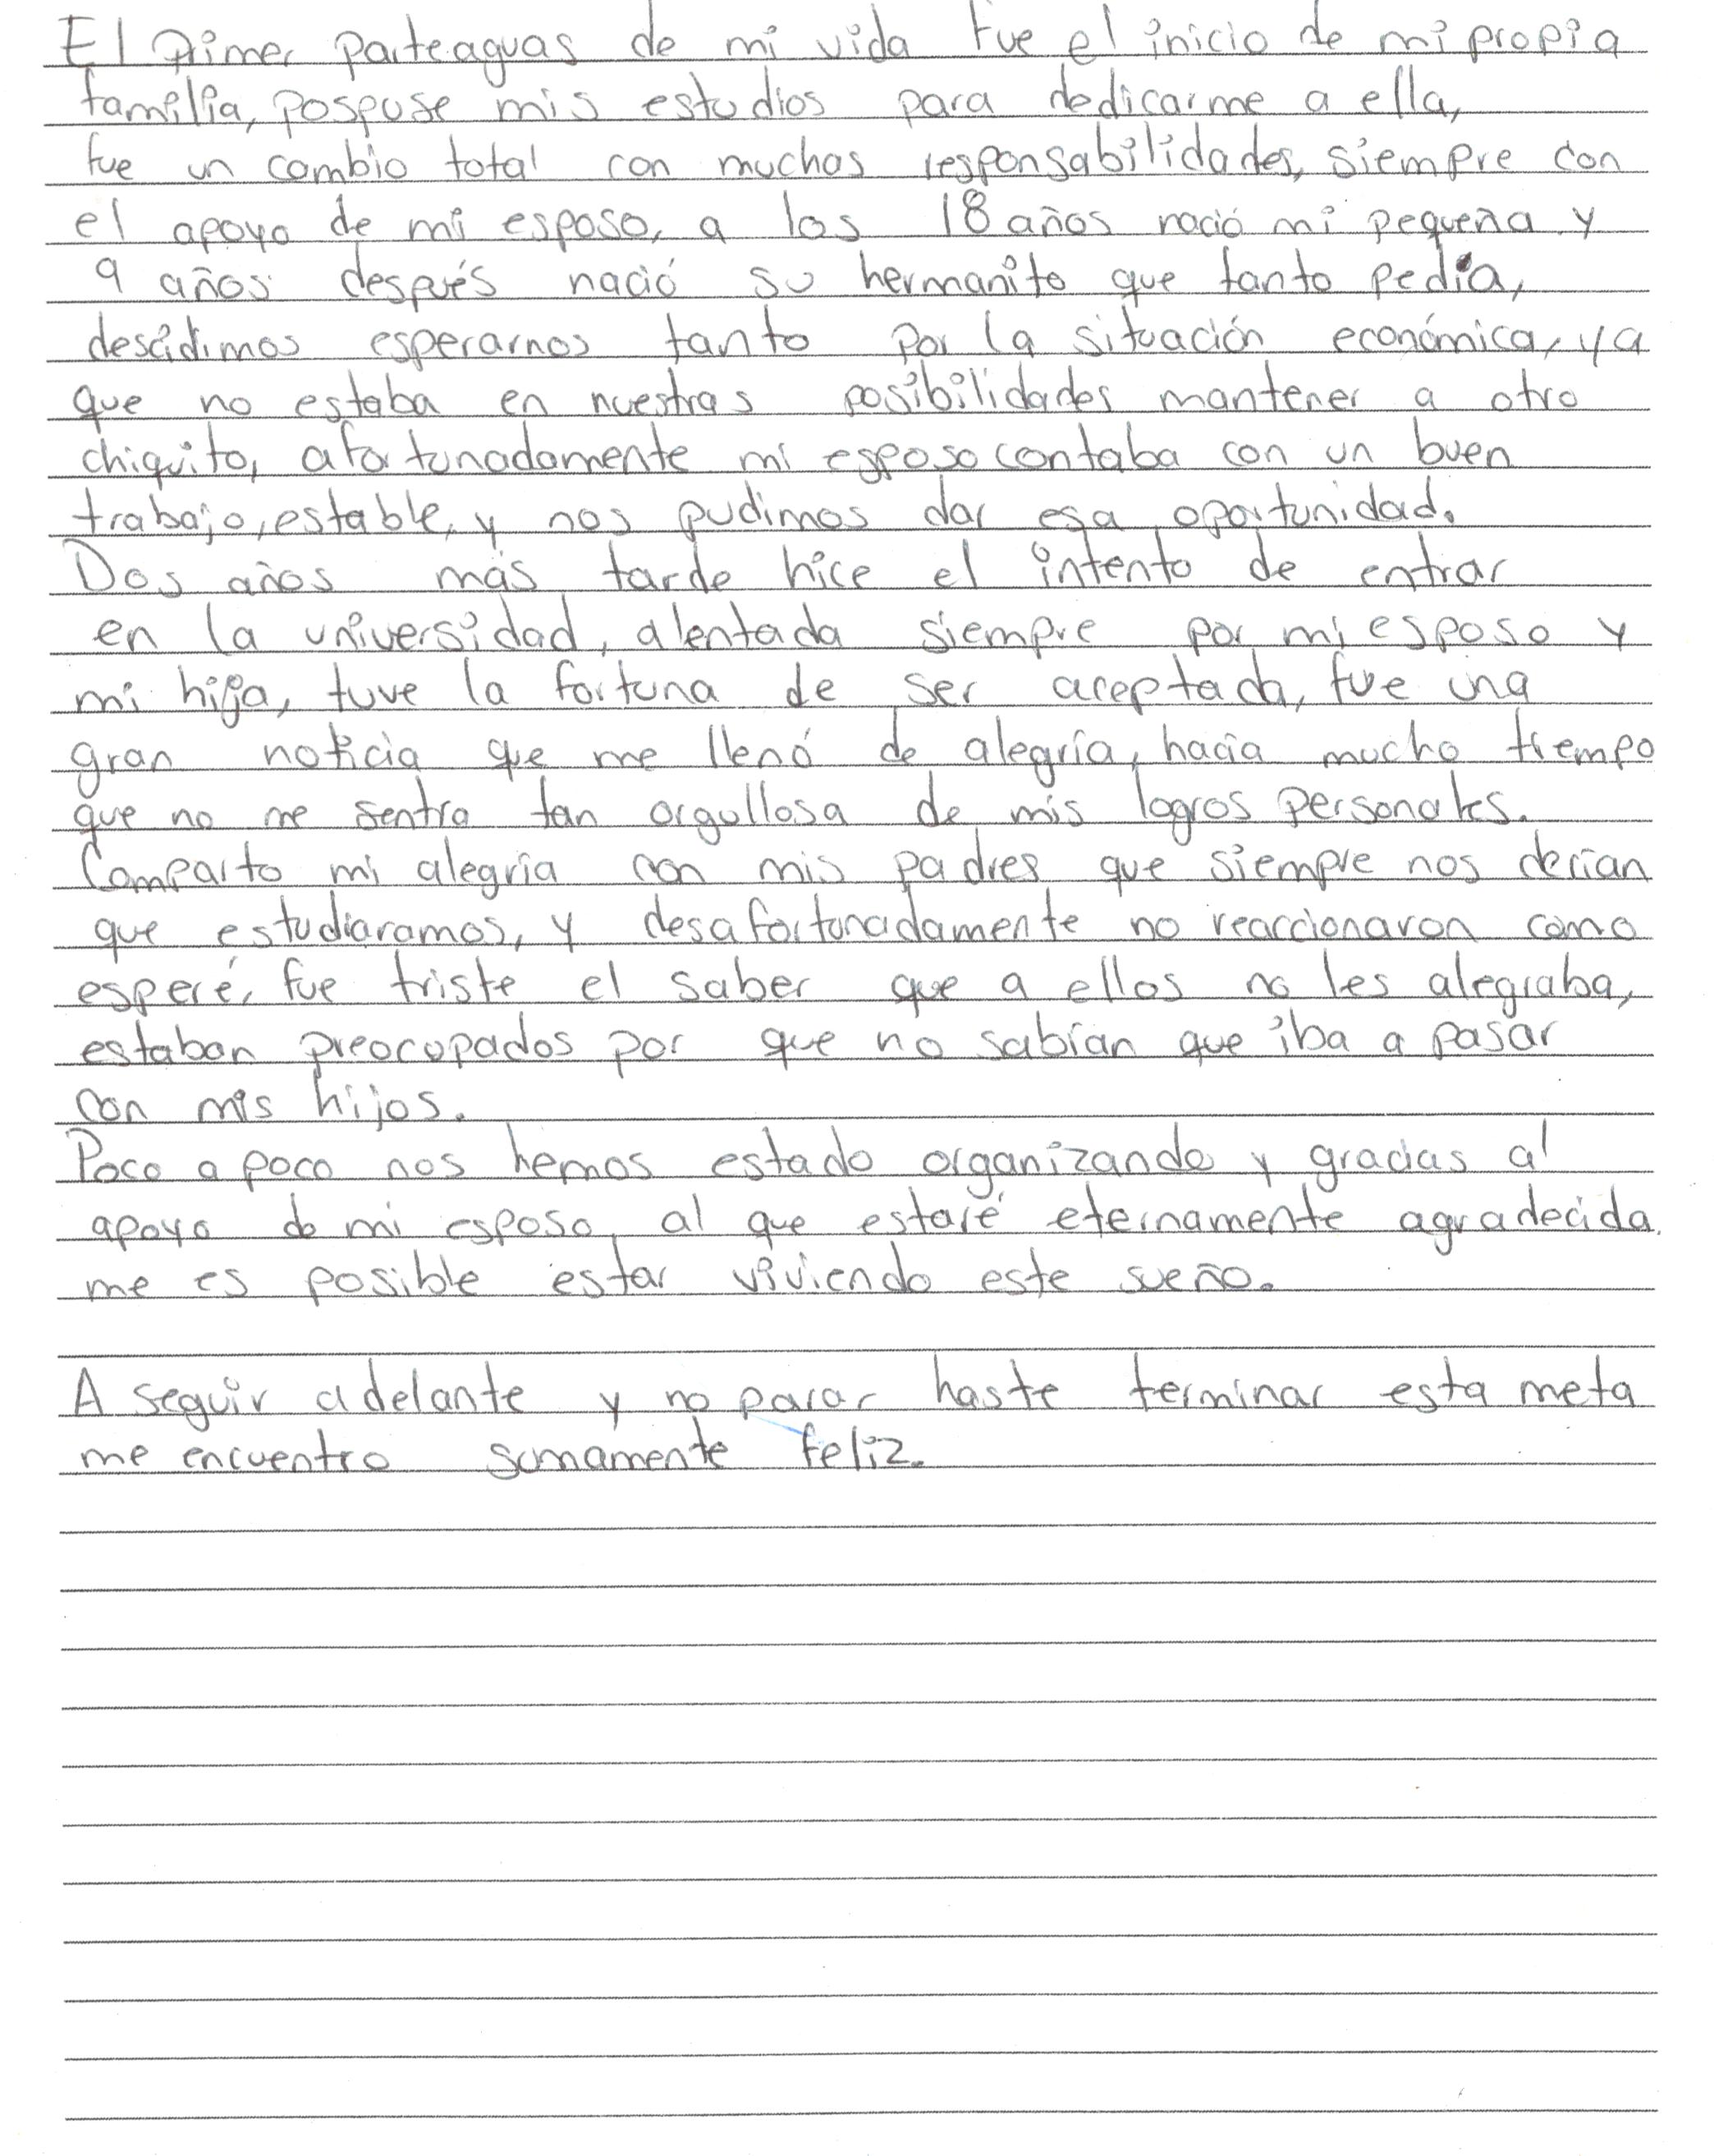 El primer parteaguas de mi vida fue el inicio de mi propia
familia, pospuse mis estudios para dedicarme a ella,
fue un cambio total con muchas responsabilidades, siempre con
el apoyo de mi esposo, a los 18 años nació mi pequeña y
9 años después nació su hermanito que tanto pedía,
descidimos esperarnos tanto por la situación económica, ya
que no estaba en nuestras posibilidades mantener a otro
chiquito, afortunadamente mi esposo contaba con un buen
trabajo, estable, y nos pudimos dar esa oportunidad.
Dos años más tarde hice el intento de entrar
en la universidad, alentada siempre por mi esposo y
mi hija, tuve la fortuna de ser aceptada, fue una
gran noticia que me llenó de alegría, hacía mucho tiempo
que no me sentía tan orgullosa de mis logros personales.
Comparto mi alegría con mis padres que siempre nos decían
que estudiaramos, y desafortunadamente no reaccionaron como
esperé, fue triste el saber que a ellos no les alegraba,
estaban preocupados por que no sabían que iba a pasar
con mis hijos.
Poco a poco nos hemos estado organizando y gracias al
apoyo de mi esposo, al que estaré eternamente agradecida,
me es posible estar viviendo este sueño.
A seguir adelante y no parar haste terminar esta meta
me encuentro sumamente feliz.